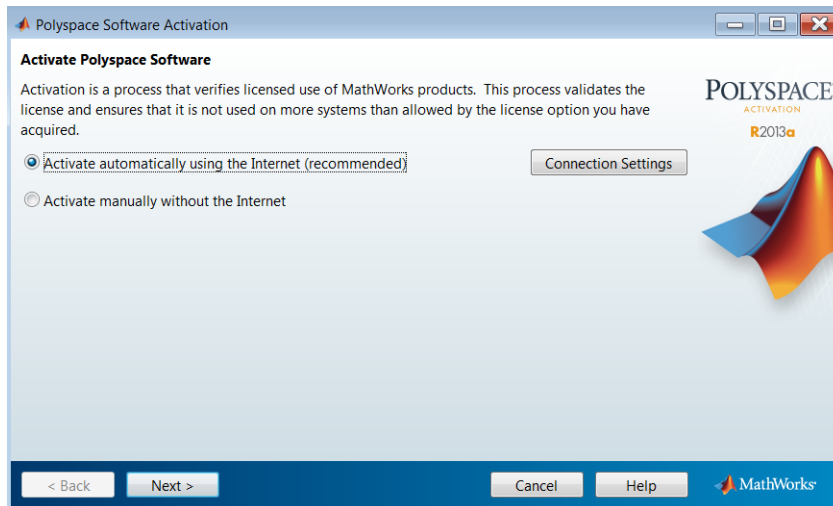 Polyspace Software Activation
Activate Polyspace Software
Activation is a process that verifies licensed use of MathWorks products. This process validates the
license and ensures that it is not used on more systems than allowed by the license option you have
acquired.
Activate automatically using the Internet (recommended)
Connection Settings
Activate manually without the Internet
POLYSPACE
ACTIVATION
R2013a
< Back
Next >
Cancel
Help
MathWorks